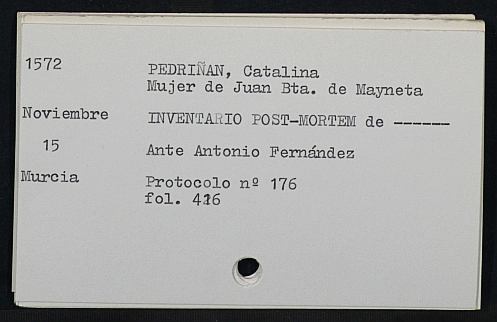 1572 PEDRIÑAN, Catalina
Mujer de Juan Bta. de Mayneta
Noviembre INVENTARIO POST-MORTEM de ------
15 Ante Antonio Fernández
Murcia Protocolo nº 176
fol.